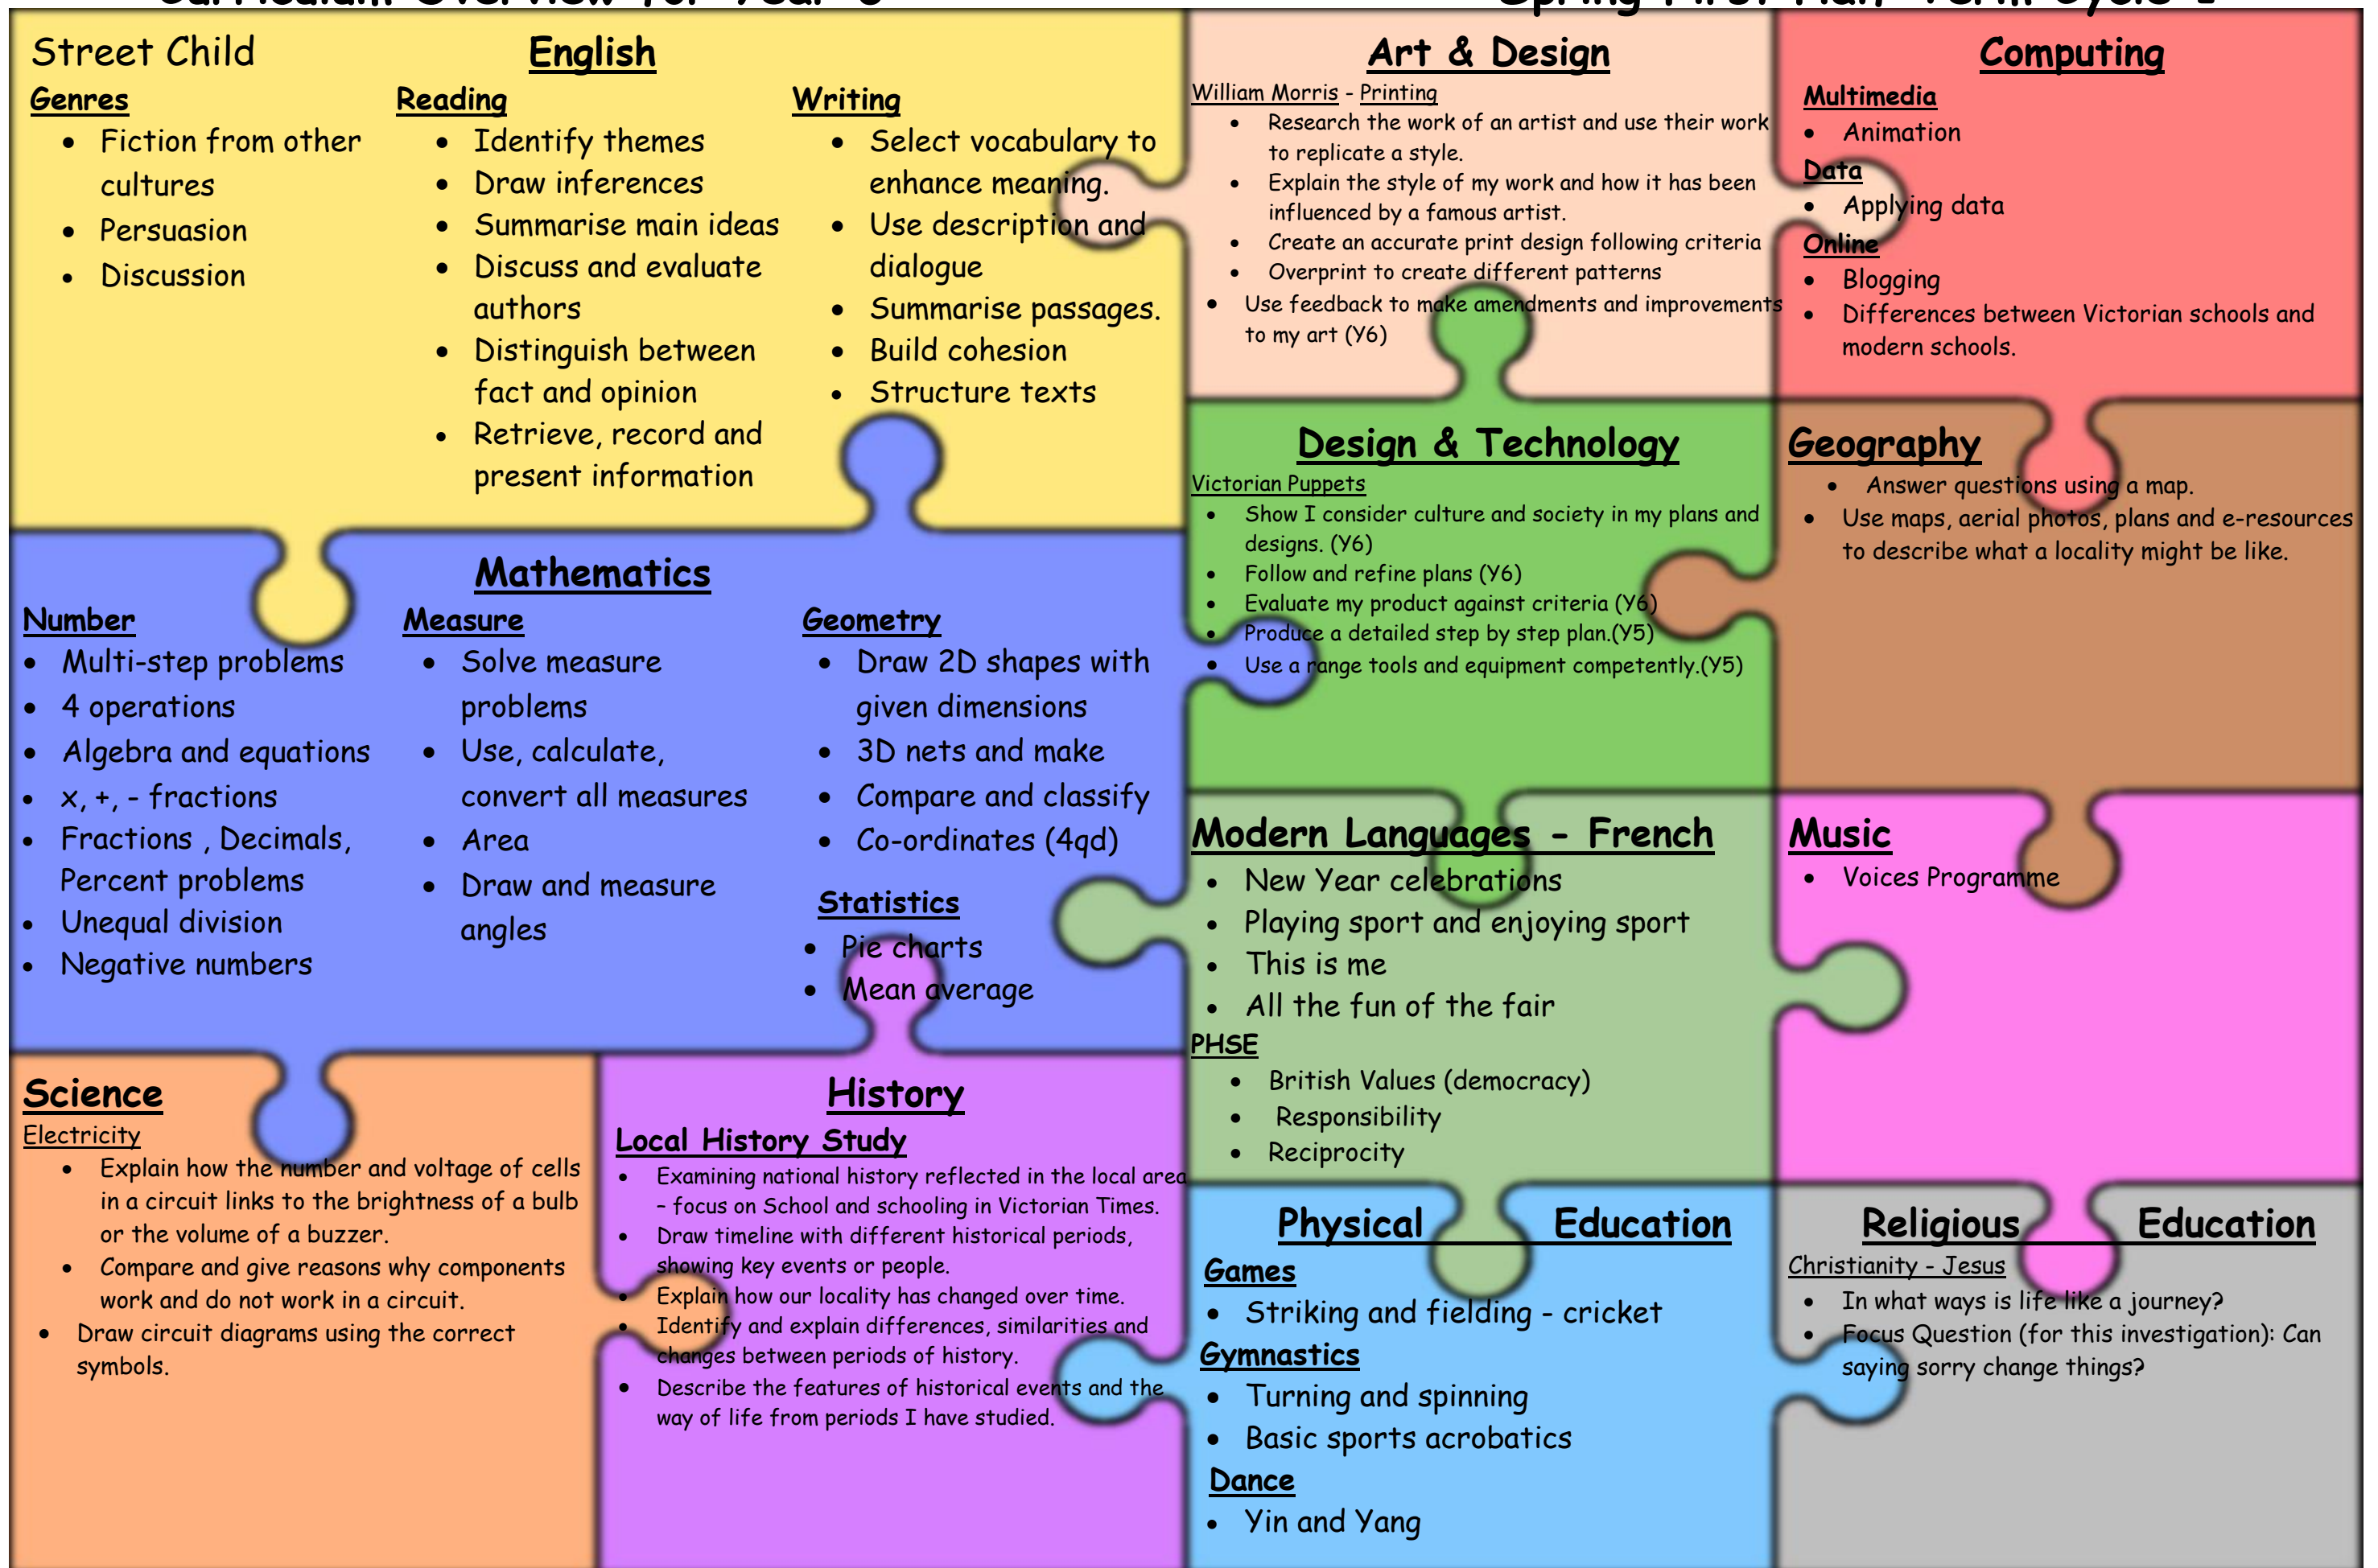 Curriculum Overview for Year 6
Spring First Half Term Cycle
Street Child
English
Genres
• Fiction from other
cultures
• Persuasion
• Discussion
Reading
• Identify themes
• Draw inferences
• Summarise main ideas
• Discuss and evaluate
authors
• Distinguish between
fact and opinion
• Retrieve, record and
present information
Writing
• Select vocabulary to
enhance meaning.
• Use description and
dialogue
• Summarise passages.
• Build cohesion
• Structure texts
Art & Design
William Morris - Printing
• Research the work of an artist and use their work
to replicate a style.
• Explain the style of my work and how it has been
influenced by a famous artist.
• Create an accurate print design following criteria
• Overprint to create different patterns
• Use feedback to make amendments and improvements
to my art (Y6)
Computing
Multimedia
• Animation
Data
• Applying data
Online
• Blogging
• Differences between Victorian schools and
modern schools.
Design & Technology
Victorian Puppets
• Show I consider culture and society in my plans and
designs. (Y6)
• Follow and refine plans (Y6)
• Evaluate my product against criteria (Y6)
• Produce a detailed step by step plan.(Y5)
• Use a range tools and equipment competently.(Y5)
Geography
• Answer questions using a map.
• Use maps, aerial photos, plans and e-resources
to describe what a locality might be like.
Mathematics
Number
• Multi-step problems
• 4 operations
• Algebra and equations
• x, +, - fractions
• Fractions , Decimals,
Percent problems
• Unequal division
• Negative numbers
Measure
• Solve measure
problems
• Use, calculate,
convert all measures
• Area
• Draw and measure
angles
Geometry
• Draw 2D shapes with
given dimensions
• 3D nets and make
• Compare and classify
• Co-ordinates (4qd)
Statistics
• Pie charts
• Mean average
Modern Languages - French
• New Year celebrations
• Playing sport and enjoying sport
• This is me
• All the fun of the fair
PHSE
• British Values (democracy)
• Responsibility
• Reciprocity
Music
• Voices Programme
Science
Electricity
• Explain how the number and voltage of cells
in a circuit links to the brightness of a bulb
or the volume of a buzzer.
• Compare and give reasons why components
work and do not work in a circuit.
• Draw circuit diagrams using the correct
symbols.
History
Local History Study
• Examining national history reflected in the local area
– focus on School and schooling in Victorian Times.
• Draw timeline with different historical periods,
showing key events or people.
• Explain how our locality has changed over time.
• Identify and explain differences, similarities and
changes between periods of history.
• Describe the features of historical events and the
way of life from periods I have studied.
Physical Education
Games
• Striking and fielding - cricket
Gymnastics
• Turning and spinning
• Basic sports acrobatics
Dance
• Yin and Yang
Religious Education
Christianity - Jesus
• In what ways is life like a journey?
• Focus Question (for this investigation): Can
saying sorry change things?